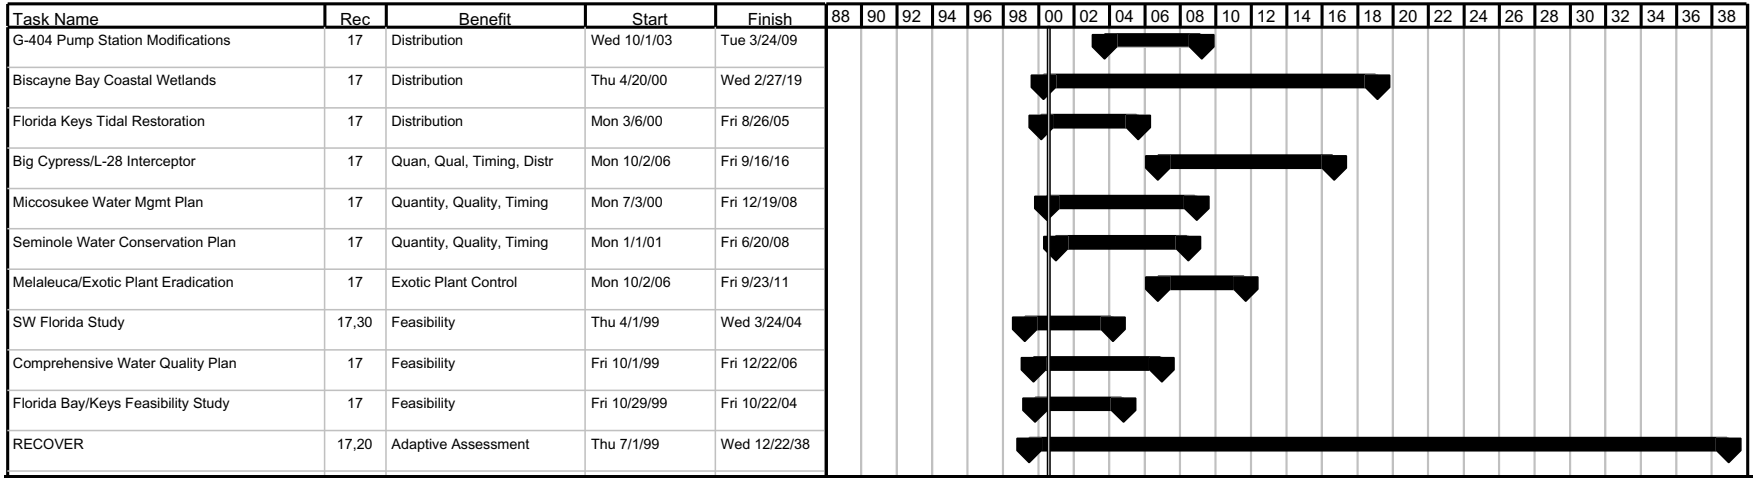 Task Name Rec Benefit Start Finish 88 90 92 94 96 98 00 02 04 06 08 10 12 14 16 18 20 22 24 26 28 30 32 34 36 38
G-404 Pump Station Modifications 17 Distribution Wed 10/1/03 Tue 3/24/09
Biscayne Bay Coastal Wetlands 17 Distribution Thu 4/20/00 Wed 2/27/19
Florida Keys Tidal Restoration 17 Distribution Mon 3/6/00 Fri 8/26/05
Big Cypress/L-28 Interceptor 17 Quan, Qual, Timing, Distr Mon 10/2/06 Fri 9/16/16
Miccosukee Water Mgmt Plan 17 Quantity, Quality, Timing Mon 7/3/00 Fri 12/19/08
Seminole Water Conservation Plan 17 Quantity, Quality, Timing Mon 1/1/01 Fri 6/20/08
Melaleuca/Exotic Plant Eradication 17 Exotic Plant Control Mon 10/2/06 Fri 9/23/11
SW Florida Study 17,30 Feasibility Thu 4/1/99 Wed 3/24/04
Comprehensive Water Quality Plan 17 Feasibility Fri 10/1/99 Fri 12/22/06
Florida Bay/Keys Feasibility Study 17 Feasibility Fri 10/29/99 Fri 10/22/04
RECOVER 17,20 Adaptive Assessment Thu 7/1/99 Wed 12/22/38